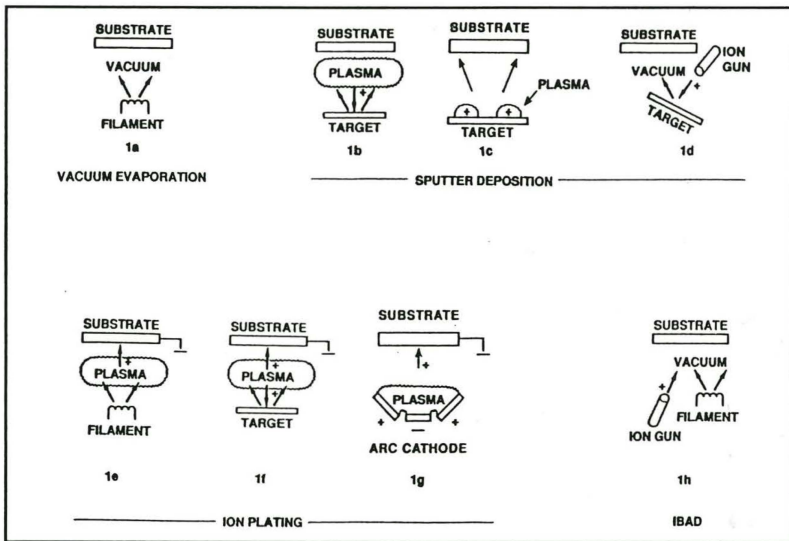 SUBSTRATE
VACUUM
FILAMENT
1a
VACUUM EVAPORATION
SUBSTRATE
PLASMA
+
TARGET
1b
SUBSTRATE
PLASMA
+ +
TARGET
1c
SUBSTRATE
ION
GUN
VACUUM
+
TARGET
1d
SPUTTER DEPOSITION
SUBSTRATE
+
PLASMA
FILAMENT
1e
SUBSTRATE
+
PLASMA
+
TARGET
1f
SUBSTRATE
+
PLASMA
+ − +
ARC CATHODE
1g
ION PLATING
SUBSTRATE
VACUUM
+
FILAMENT
ION GUN
1h
IBAD